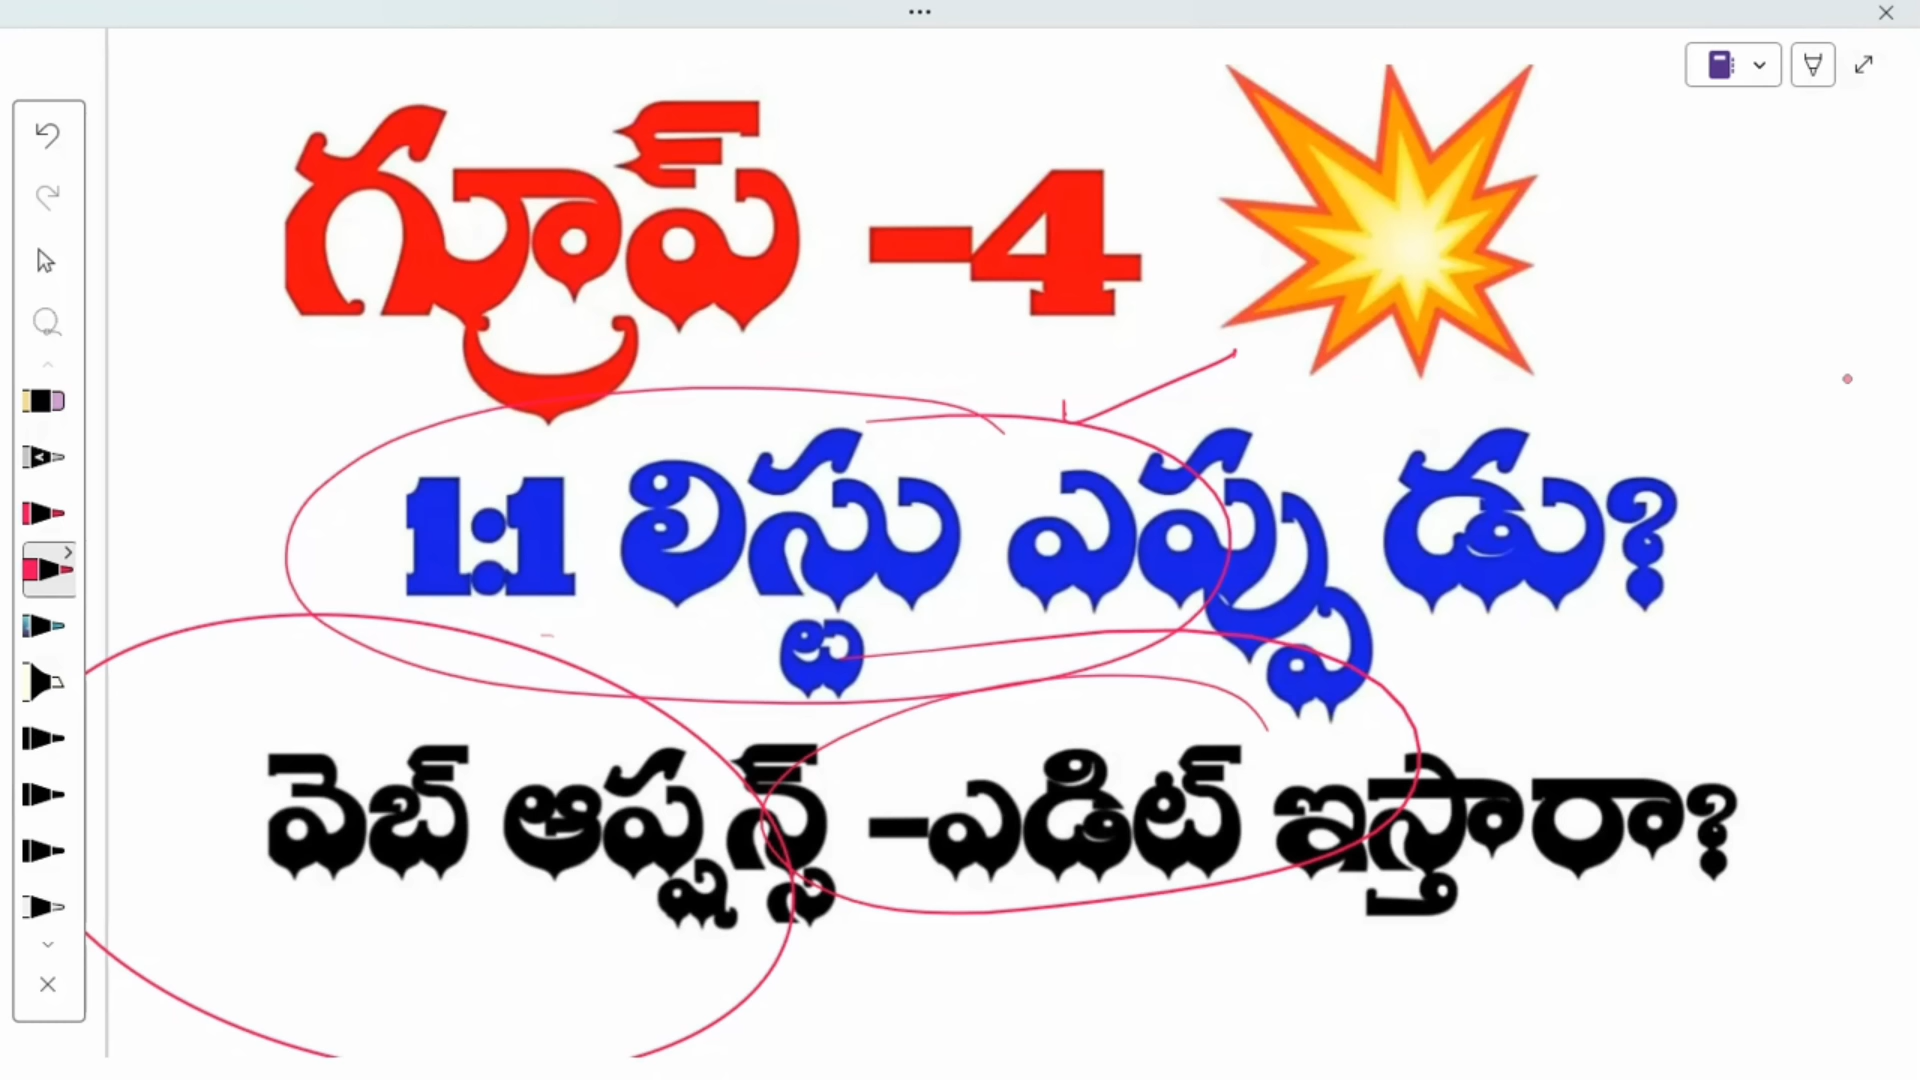 గ్రూప్ -4
1:1 లిస్టు ఎప్పుడు?
వెబ్ ఆప్షన్స్ -ఎడిట్ ఇస్తారా?